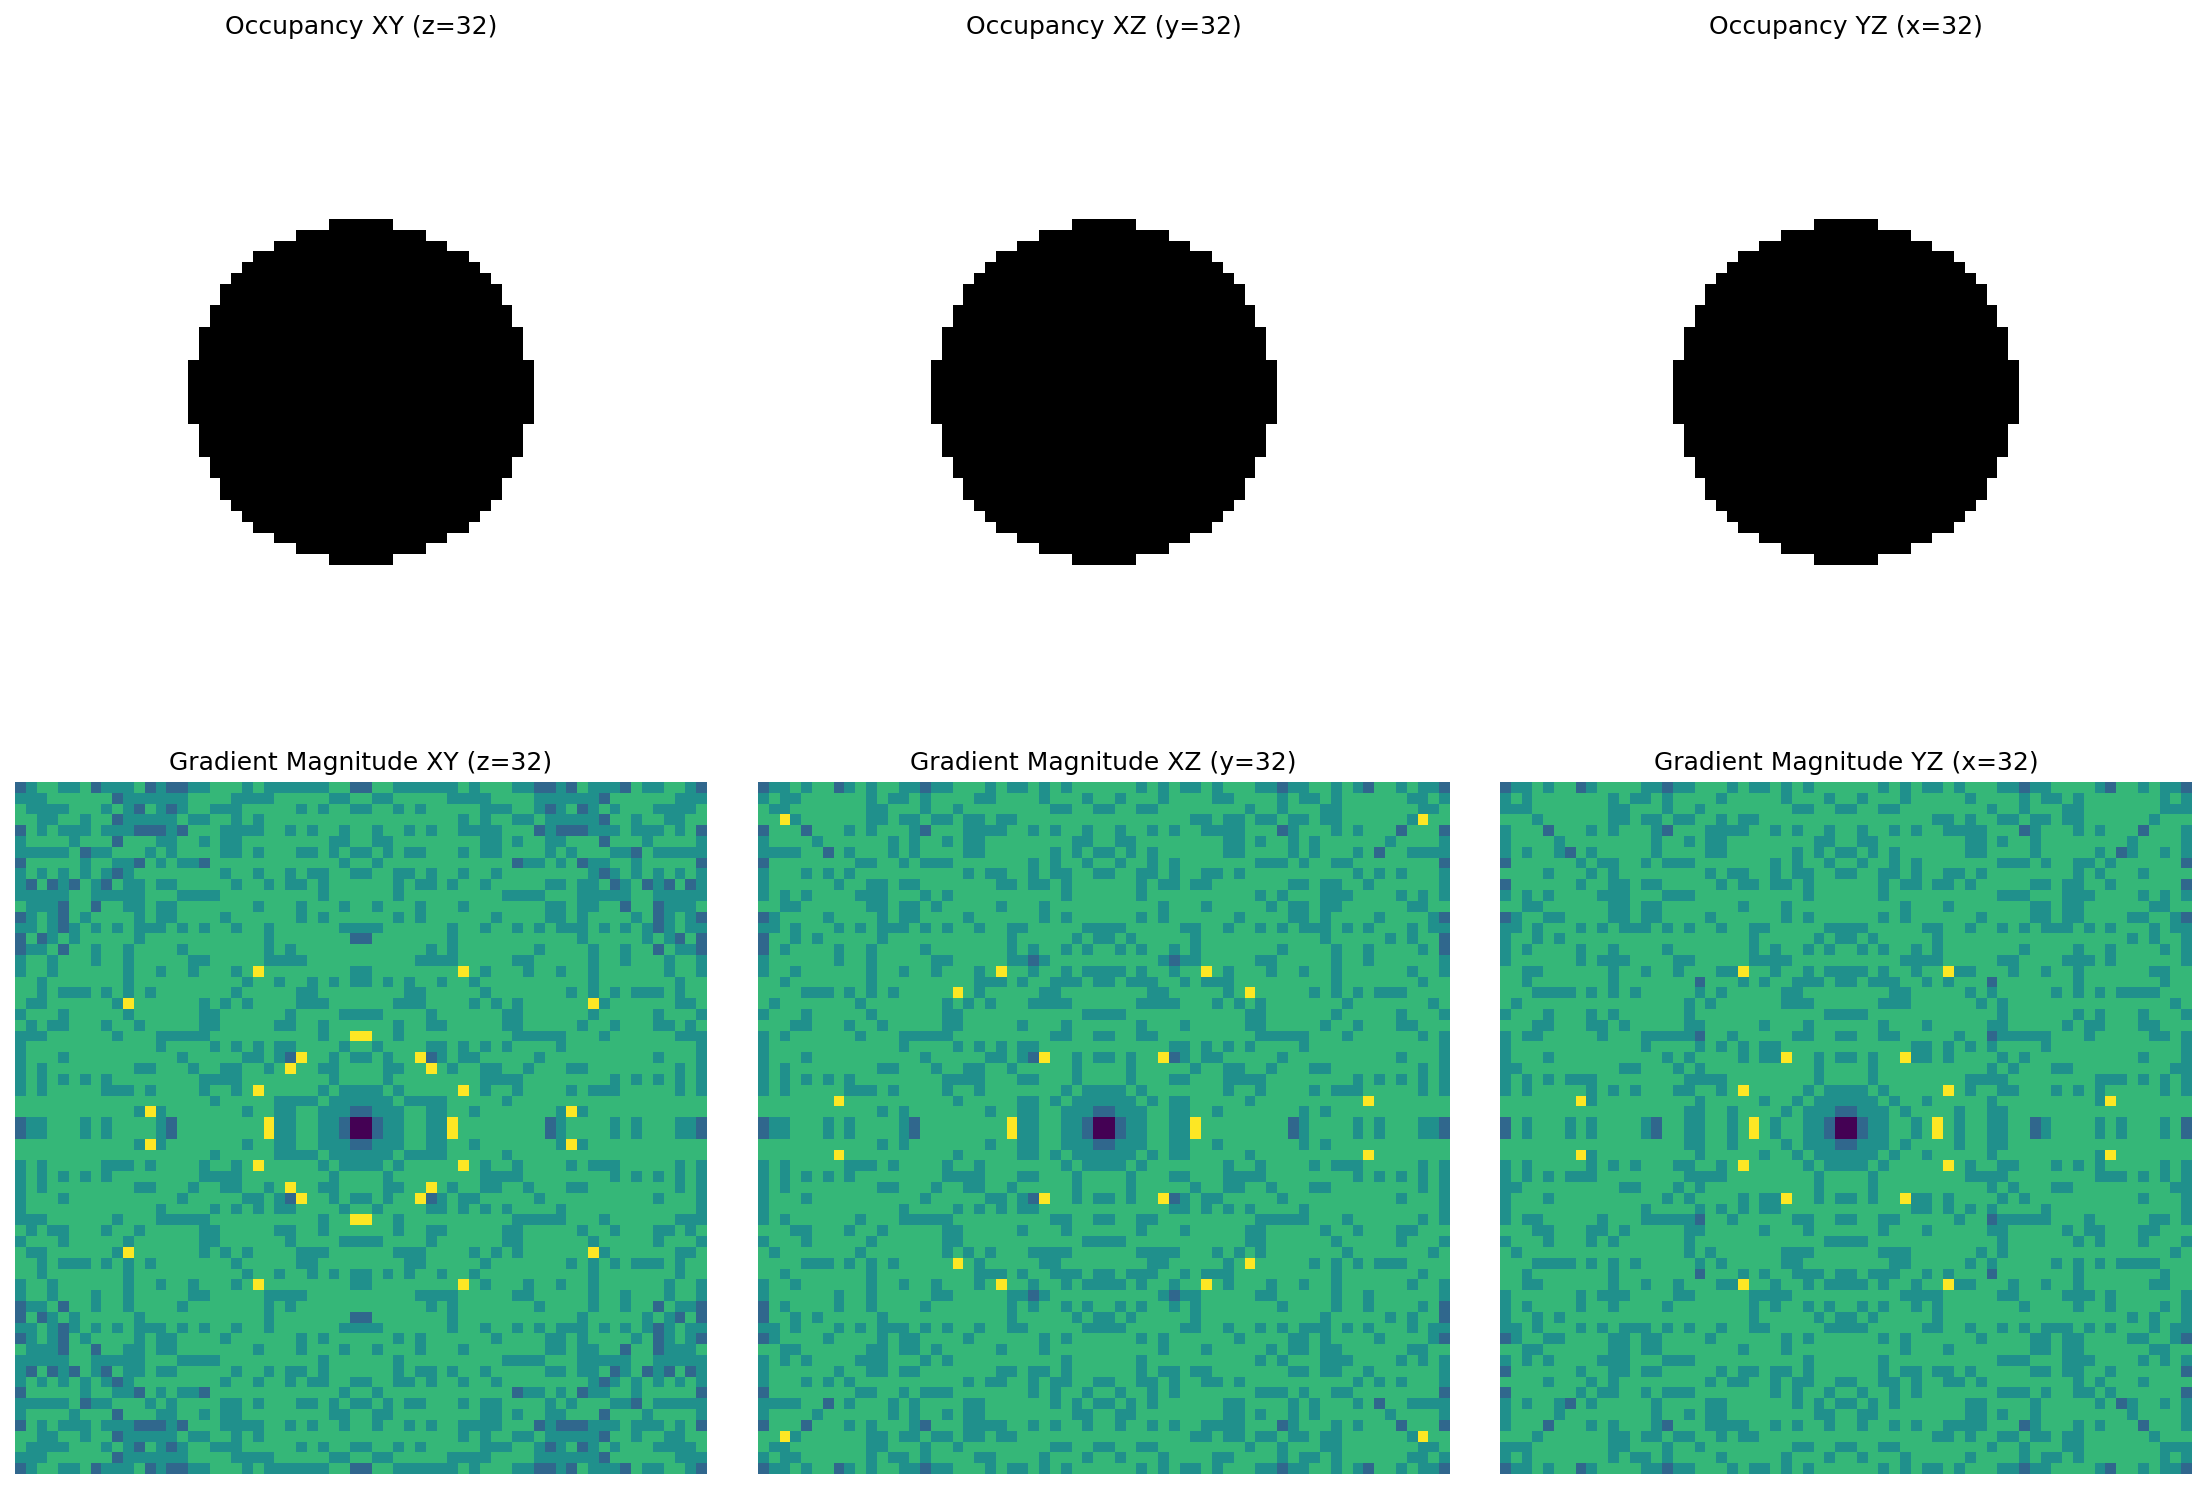 Occupancy XY (z=32)
Occupancy XZ (y=32)
Occupancy YZ (x=32)
Gradient Magnitude XY (z=32)
Gradient Magnitude XZ (y=32)
Gradient Magnitude YZ (x=32)